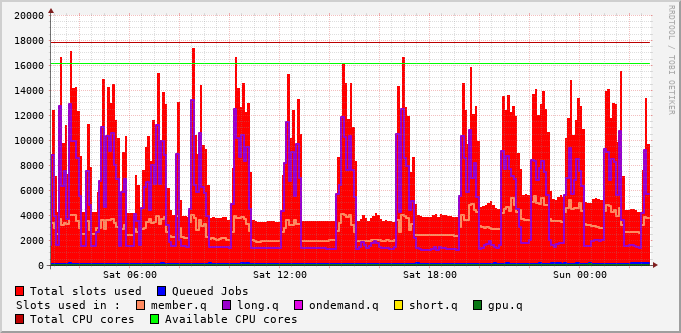 20000
18000
16000
14000
12000
10000
8000
6000
4000
2000
0
Sat 06:00 Sat 12:00 Sat 18:00 Sun 00:00
RRDTOOL / TOBI OETIKER
Total slots used Queued Jobs
Slots used in : member.q long.q ondemand.q short.q gpu.q
Total CPU cores Available CPU cores